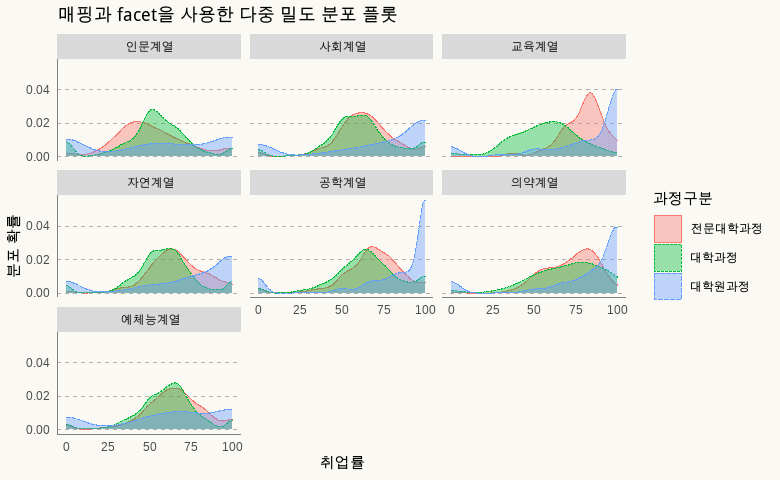 매핑과 facet을 사용한 다중 밀도 분포 플롯
인문계열 사회계열 교육계열
0.04
0.02
0.00
자연계열 공학계열 의약계열
0.04
0.02
0.00
0 25 50 75 100 0 25 50 75 100
예체능계열
0.04
0.02
0.00
0 25 50 75 100
분포 확률
취업률
과정구분
전문대학과정
대학과정
대학원과정